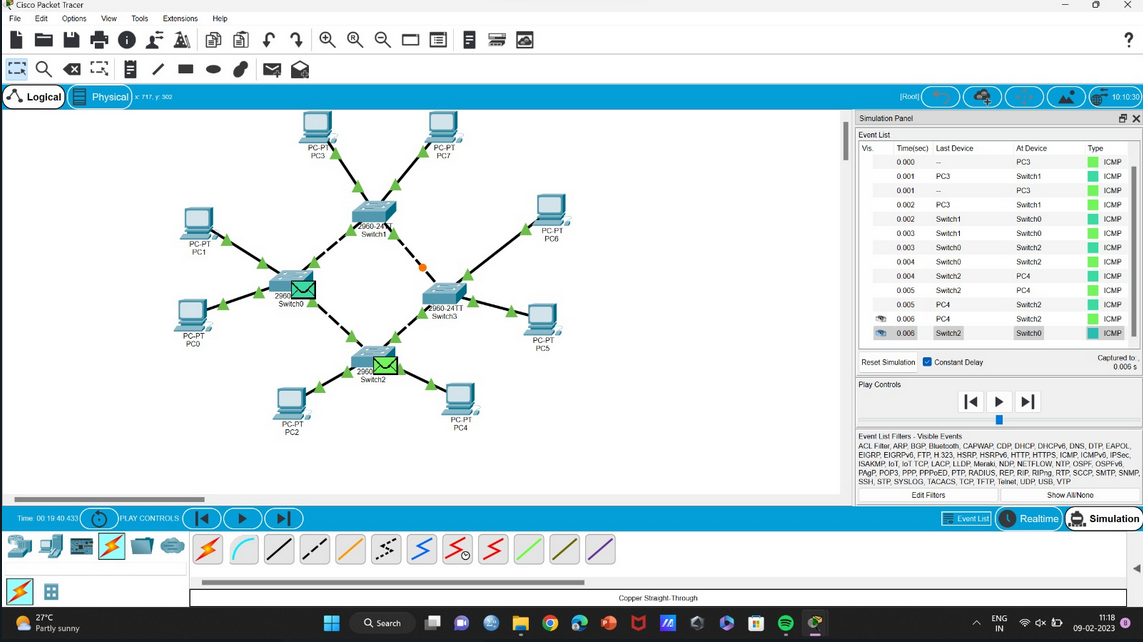 Cisco Packet Tracer
File Edit Options View Tools Extensions Help
Logical Physical x: 717, y: 302 [Root] 10:10:30
PC-PT
PC3
PC-PT
PC7
2960-24TT
Switch1
PC-PT
PC1
PC-PT
PC6
2960
Switch0
2960-24TT
Switch3
PC-PT
PC0
PC-PT
PC5
2960
Switch2
PC-PT
PC2
PC-PT
PC4
Simulation Panel
Event List
Vis. Time(sec) Last Device At Device Type
0.000 -- PC3 ICMP
0.001 PC3 Switch1 ICMP
0.001 -- PC3 ICMP
0.002 PC3 Switch1 ICMP
0.002 Switch1 Switch0 ICMP
0.003 Switch1 Switch0 ICMP
0.003 Switch0 Switch2 ICMP
0.004 Switch0 Switch2 ICMP
0.004 Switch2 PC4 ICMP
0.005 Switch2 PC4 ICMP
0.005 PC4 Switch2 ICMP
0.006 PC4 Switch2 ICMP
0.006 Switch2 Switch0 ICMP
Reset Simulation Constant Delay Captured to:
0.006 s
Play Controls
Event List Filters - Visible Events
ACL Filter, ARP, BGP, Bluetooth, CAPWAP, CDP, DHCP, DHCPv6, DNS, DTP, EAPOL,
EIGRP, EIGRPv6, FTP, H.323, HSRP, HSRPv6, HTTP, HTTPS, ICMP, ICMPv6, IPSec,
ISAKMP, IoT, IoT TCP, LACP, LLDP, Meraki, NDP, NETFLOW, NTP, OSPF, OSPFv6,
PAgP, POP3, PPP, PPPoED, PTP, RADIUS, REP, RIP, RIPng, RTP, SCCP, SMTP, SNMP,
SSH, STP, SYSLOG, TACACS, TCP, TFTP, Telnet, UDP, USB, VTP
Edit Filters Show All/None
Time: 00:19:40.433 PLAY CONTROLS: Event List Realtime Simulation
Copper Straight-Through
27°C
Partly sunny
Search
ENG
IN
11:18
09-02-2023
8